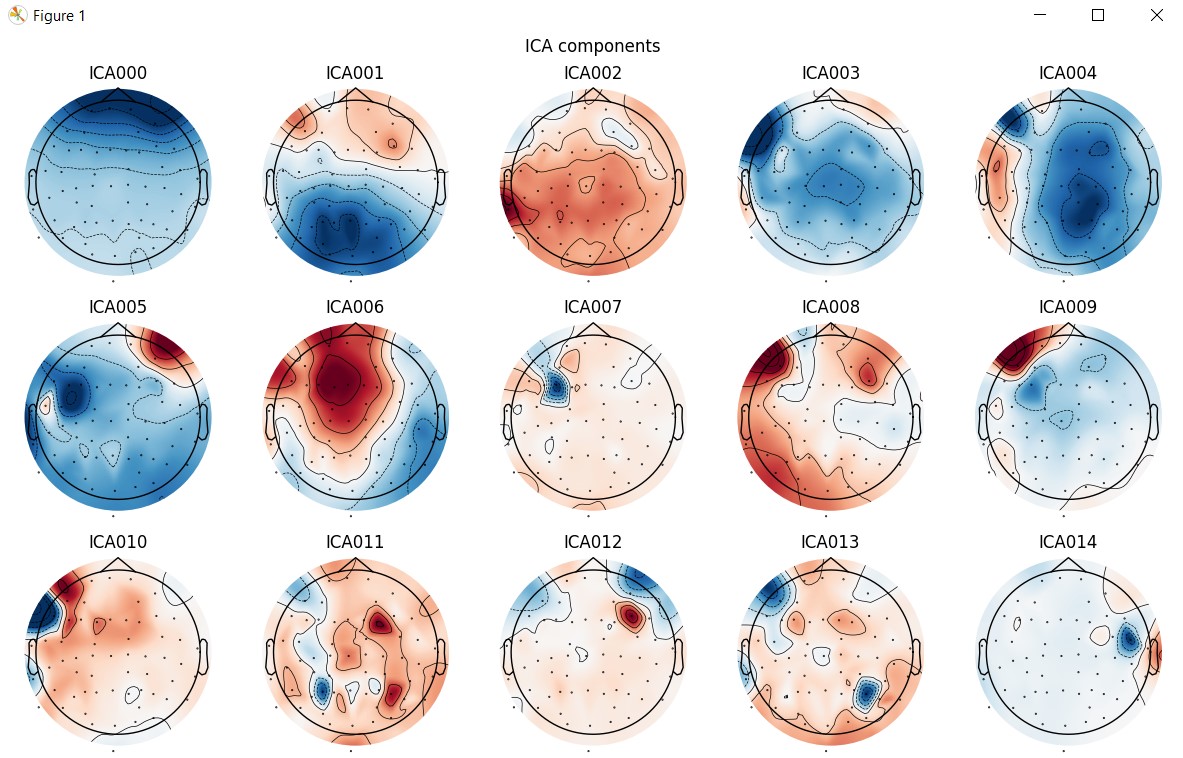 Figure 1
ICA components
ICA000 ICA001 ICA002 ICA003 ICA004
ICA005 ICA006 ICA007 ICA008 ICA009
ICA010 ICA011 ICA012 ICA013 ICA014